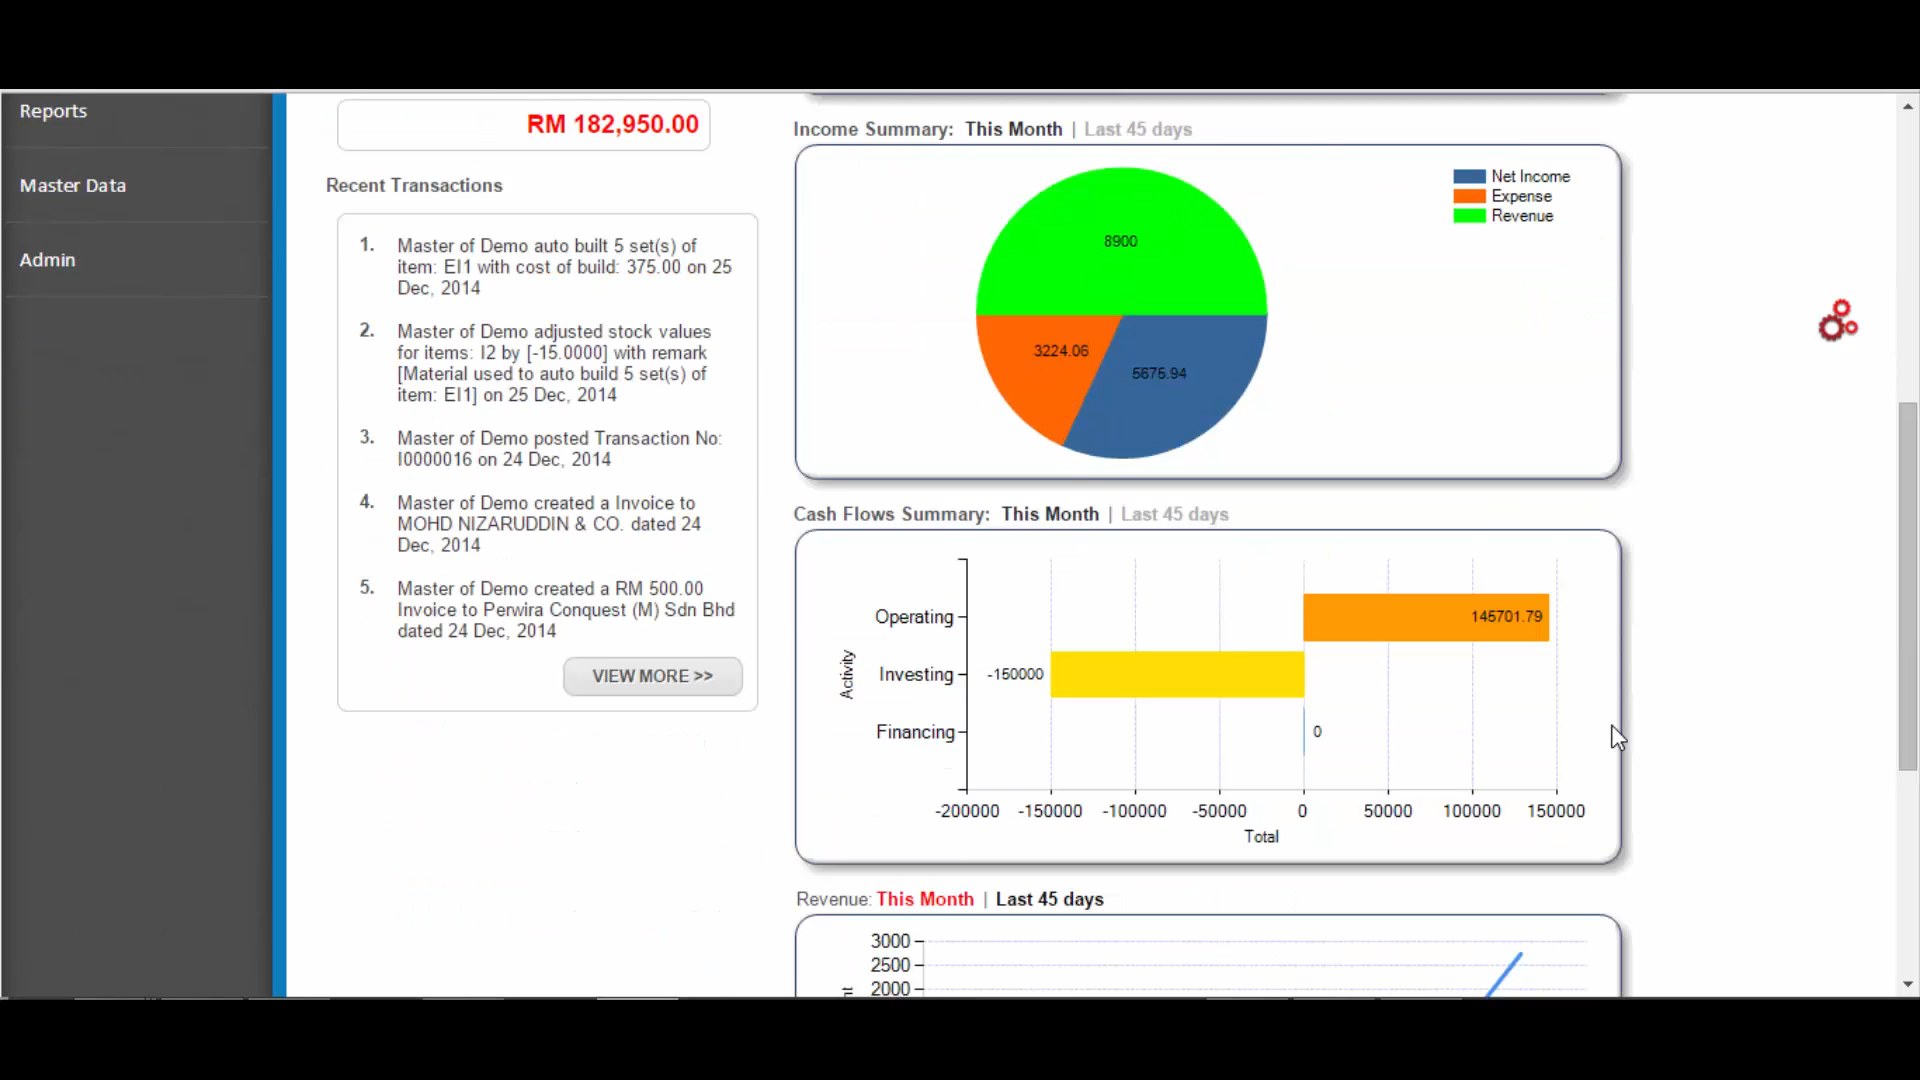 Reports
Master Data
Admin
RM 182,950.00
Recent Transactions
1. Master of Demo auto built 5 set(s) of
item: EI1 with cost of build: 375.00 on 25
Dec, 2014
2. Master of Demo adjusted stock values
for items: I2 by [-15.0000] with remark
[Material used to auto build 5 set(s) of
item: EI1] on 25 Dec, 2014
3. Master of Demo posted Transaction No:
I0000016 on 24 Dec, 2014
4. Master of Demo created a Invoice to
MOHD NIZARUDDIN & CO. dated 24
Dec, 2014
5. Master of Demo created a RM 500.00
Invoice to Perwira Conquest (M) Sdn Bhd
dated 24 Dec, 2014
VIEW MORE >>
Income Summary: This Month | Last 45 days
Net Income
Expense
Revenue
8900
3224.06
5675.94
Cash Flows Summary: This Month | Last 45 days
Activity
Operating
145701.79
Investing
-150000
Financing
0
-200000 -150000 -100000 -50000 0 50000 100000 150000
Total
Revenue: This Month | Last 45 days
3000
2500
2000